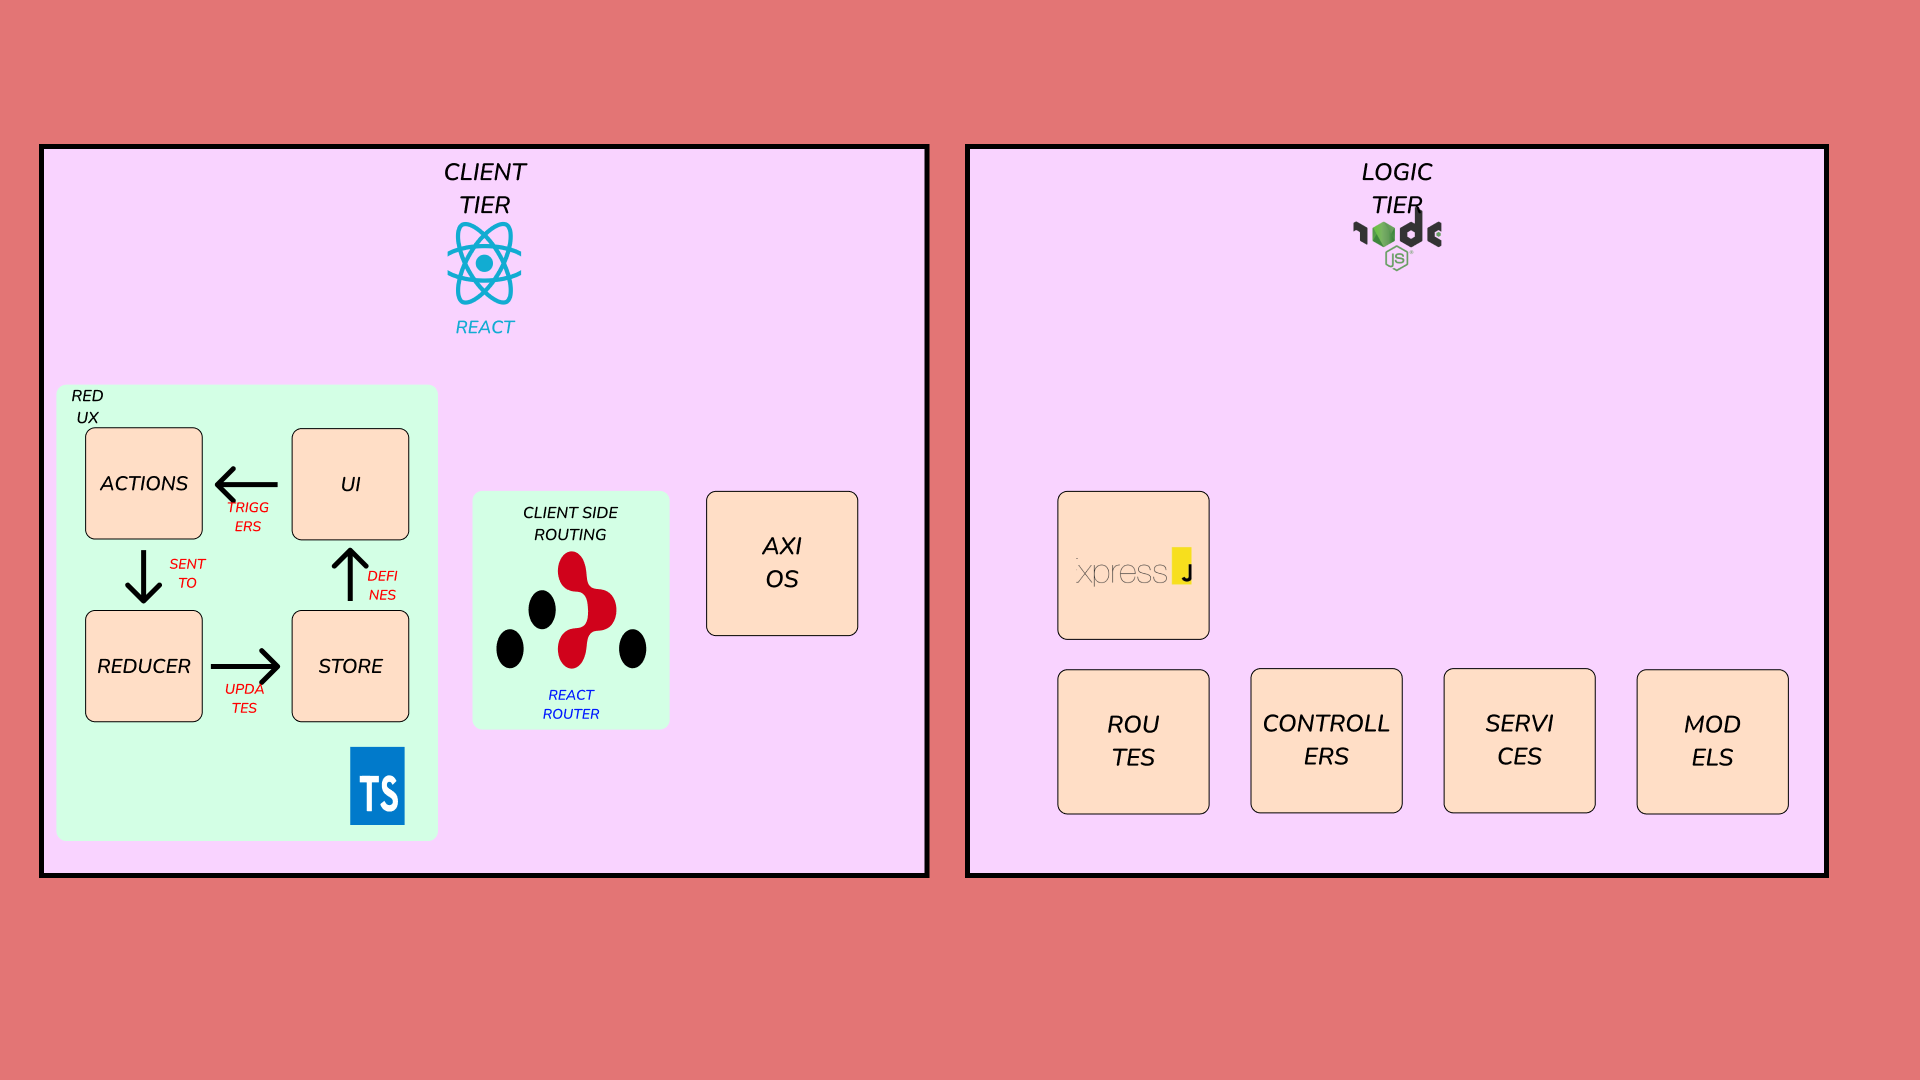 CLIENT
TIER
REACT
RED
UX
ACTIONS
UI
TRIGG
ERS
SENT
TO
DEFI
NES
REDUCER
STORE
UPDA
TES
TS
CLIENT SIDE
ROUTING
REACT
ROUTER
AXI
OS
LOGIC
TIER
node
JS
xpress J
ROU
TES
CONTROLL
ERS
SERVI
CES
MOD
ELS